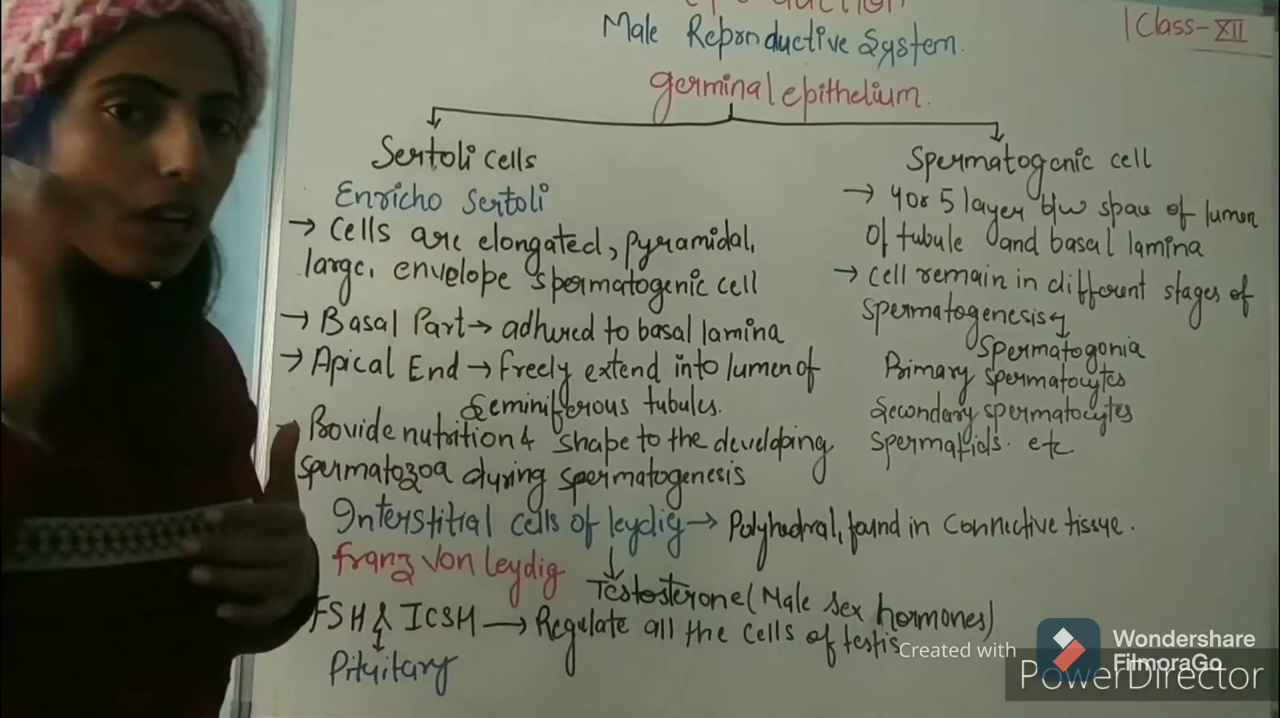 Male Reproductive System.
Class-XII
germinal epithelium.
Sertoli cells
Enricho Sertoli
→ Cells are elongated, pyramidal,
large, envelope spermatogenic cell
→ Basal Part → adhured to basal lamina
→ Apical End → Freely extend into lumen of
Seminiferous tubules.
Provide nutrition & shape to the developing
spermatozoa during spermatogenesis
Spermatogenic cell
→ 4 or 5 layer b/w space of lumen
of tubule and basal lamina
→ cell remain in different stages of
spermatogenesis
Spermatogonia
Primary spermatocytes
Secondary spermatocytes
spermatids. etc
Interstitial cells of leydig → Polyhedral, found in connective tissue.
Franz Von leydig
Testosterone (Male sex hormones)
FSH & ICSH → Regulate all the cells of testis
Pituitary
Created with
Wondershare
FilmoraGo
PowerDirector